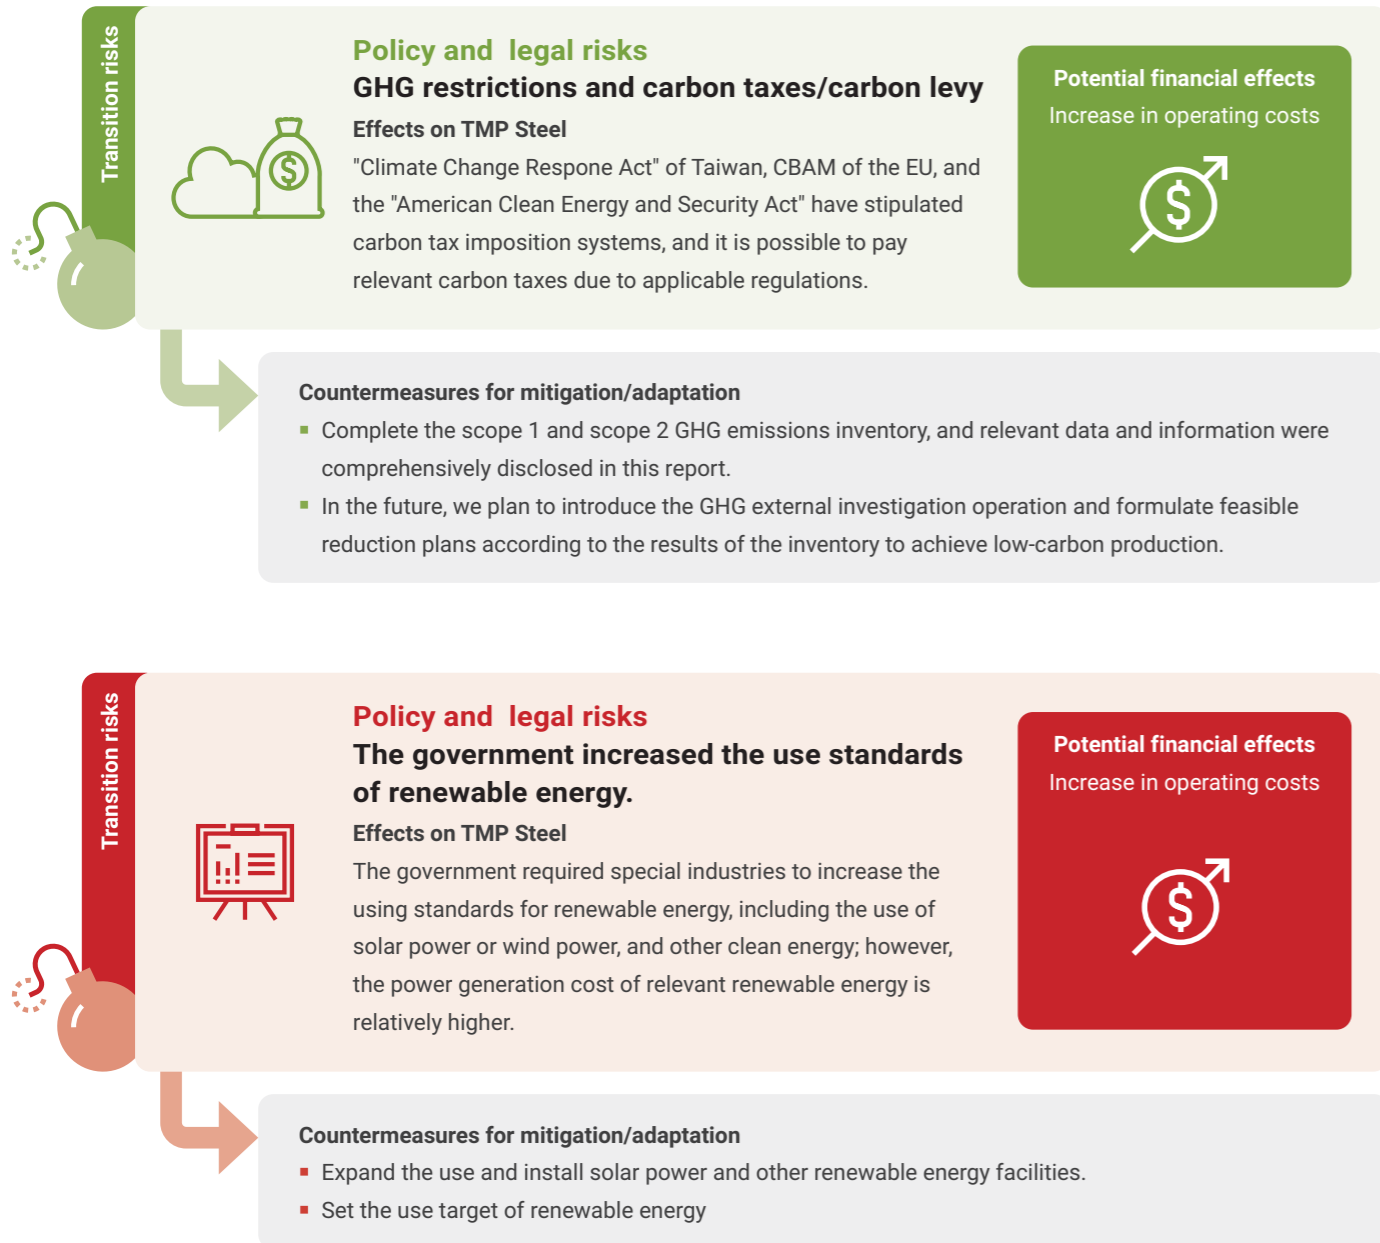 Transition risks
Policy and  legal risks
GHG restrictions and carbon taxes/carbon levy
Effects on TMP Steel
"Climate Change Respone Act" of Taiwan, CBAM of the EU, and
the "American Clean Energy and Security Act" have stipulated
carbon tax imposition systems, and it is possible to pay
relevant carbon taxes due to applicable regulations.
Potential financial effects
Increase in operating costs
$
$
Countermeasures for mitigation/adaptation
▪ Complete the scope 1 and scope 2 GHG emissions inventory, and relevant data and information were
comprehensively disclosed in this report.
▪ In the future, we plan to introduce the GHG external investigation operation and formulate feasible
reduction plans according to the results of the inventory to achieve low-carbon production.
Transition risks
Policy and  legal risks
The government increased the use standards
of renewable energy.
Effects on TMP Steel
The government required special industries to increase the
using standards for renewable energy, including the use of
solar power or wind power, and other clean energy; however,
the power generation cost of relevant renewable energy is
relatively higher.
Potential financial effects
Increase in operating costs
$
Countermeasures for mitigation/adaptation
▪ Expand the use and install solar power and other renewable energy facilities.
▪ Set the use target of renewable energy